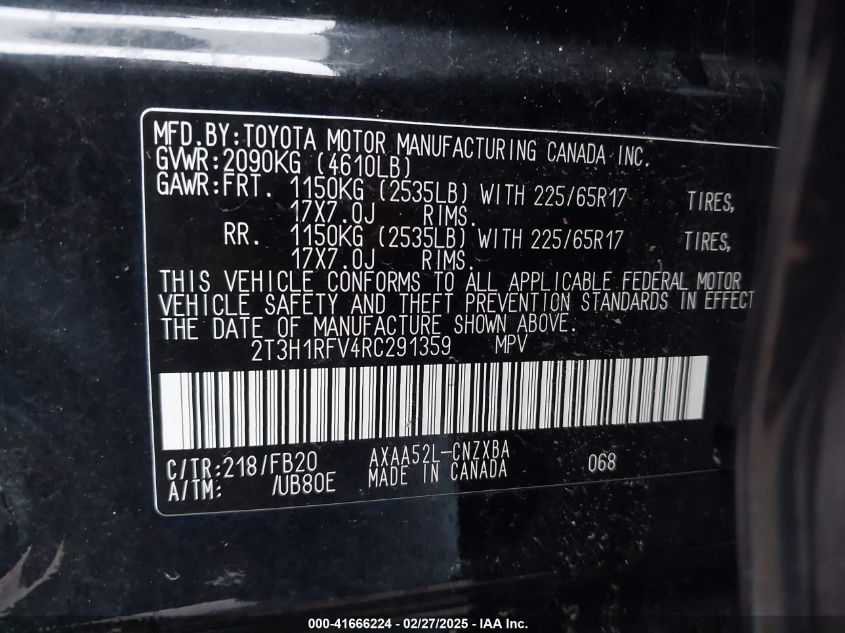 MFD.BY:TOYOTA MOTOR MANUFACTURING CANADA INC.
GVWR:2090KG (4610LB)
GAWR:FRT. 1150KG (2535LB) WITH 225/65R17 TIRES,
17X7.0J RIMS.
RR. 1150KG (2535LB) WITH 225/65R17 TIRES,
17X7.0J RIMS.
THIS VEHICLE CONFORMS TO ALL APPLICABLE FEDERAL MOTOR
VEHICLE SAFETY AND THEFT PREVENTION STANDARDS IN EFFECT
THE DATE OF MANUFACTURE SHOWN ABOVE.
2T3H1RFV4RC291359 MPV
C/TR:218/FB20 AXAA52L-CNZXBA 068
A/TM: /UB80E MADE IN CANADA
000-41666224 - 02/27/2025 - IAA Inc.